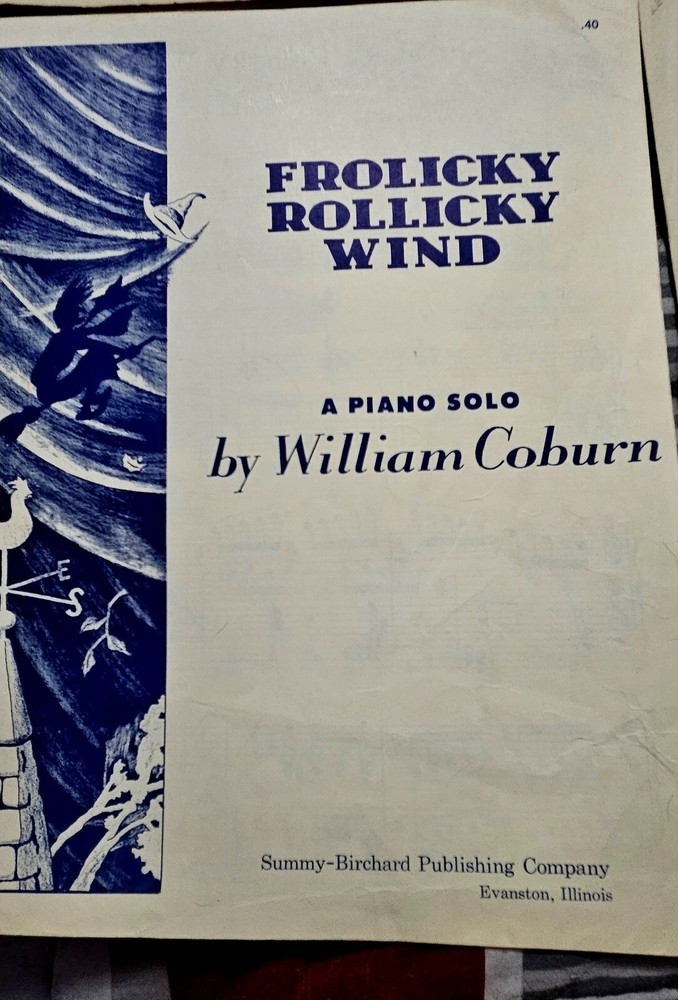 .40
FROLICKY
ROLLICKY
WIND
A PIANO SOLO
by William Coburn
E
S
Summy-Birchard Publishing Company
Evanston, Illinois